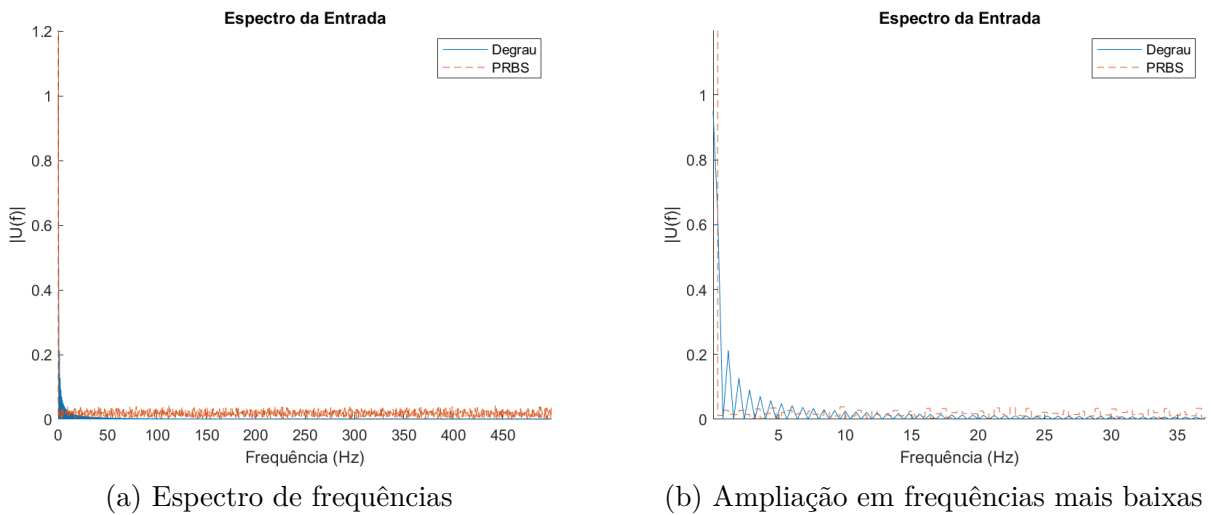 Espectro da Entrada
Degrau
PRBS
|U(f)|
1.2
1
0.8
0.6
0.4
0.2
0
0 50 100 150 200 250 300 350 400 450
Frequência (Hz)
(a) Espectro de frequências
Espectro da Entrada
Degrau
PRBS
|U(f)|
1
0.8
0.6
0.4
0.2
0
5 10 15 20 25 30 35
Frequência (Hz)
(b) Ampliação em frequências mais baixas